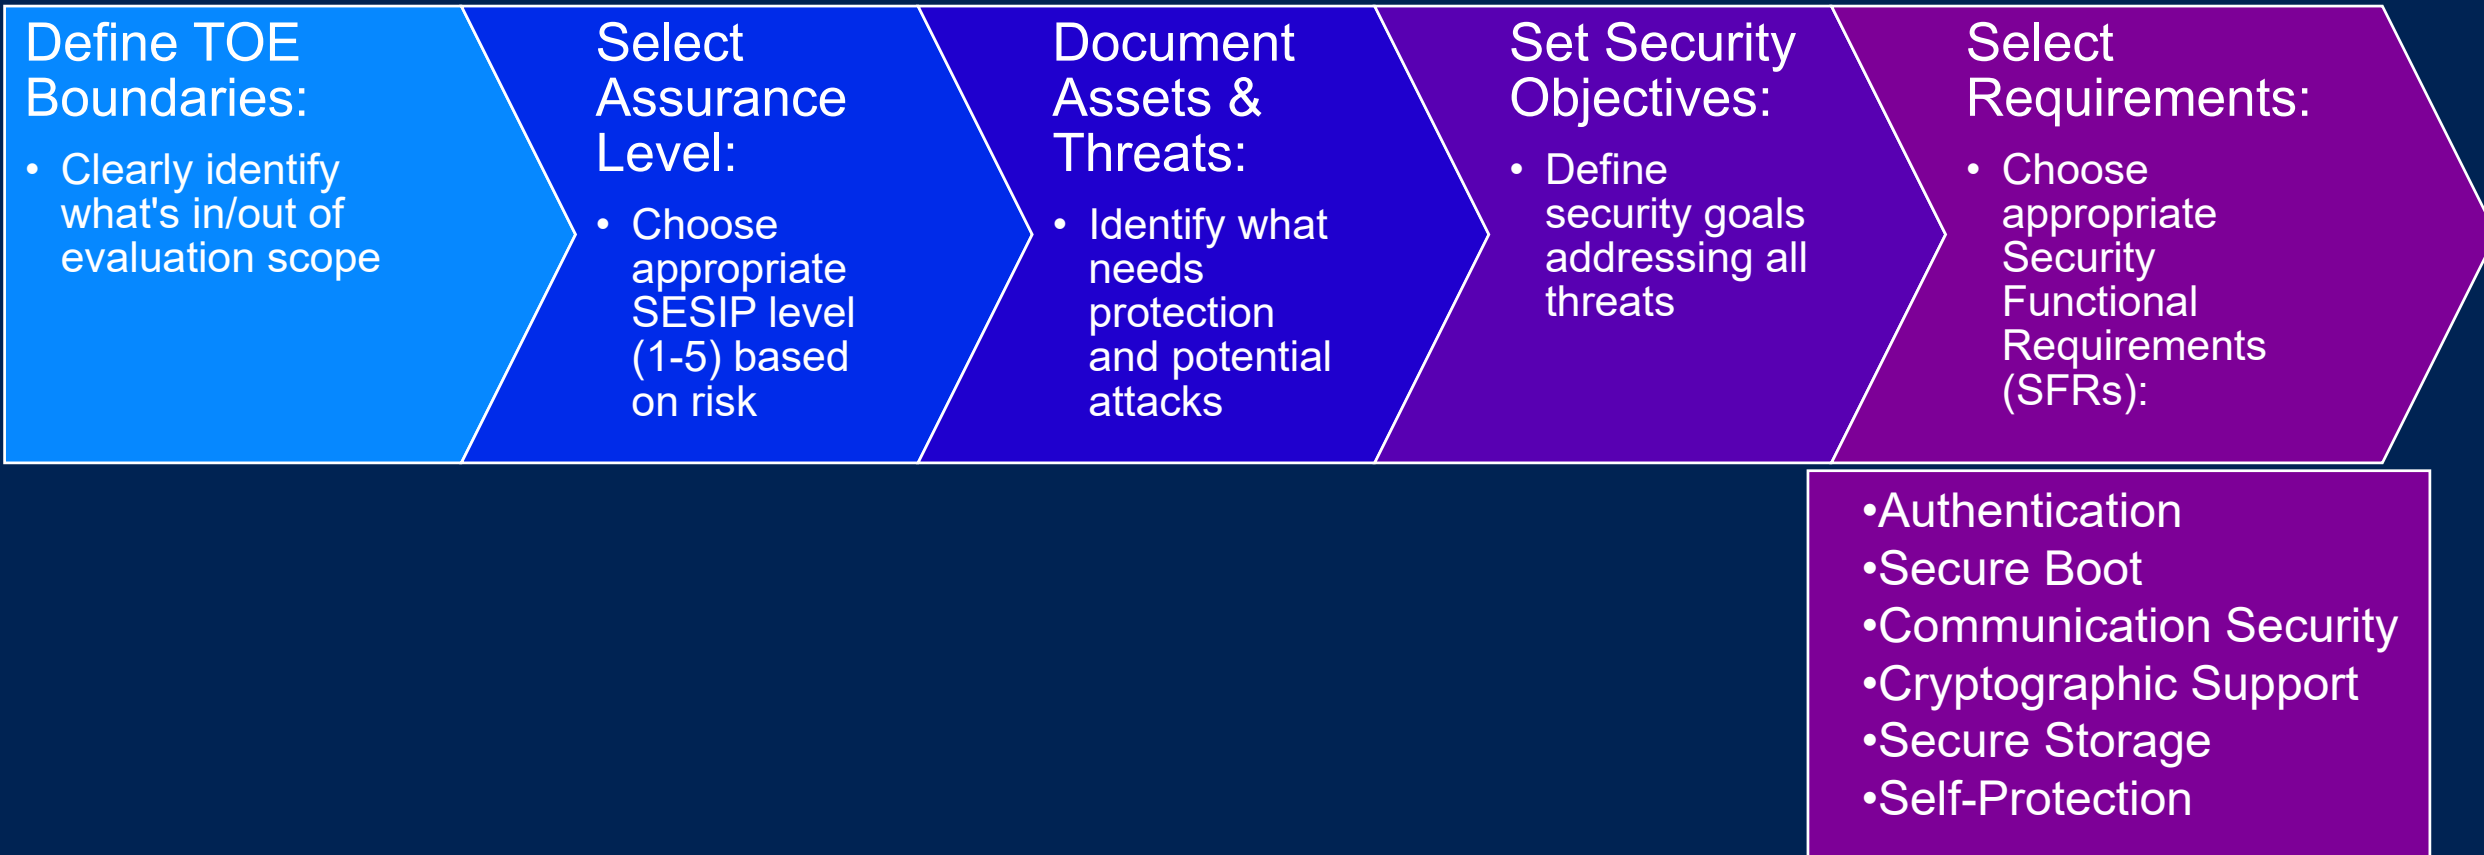 Define TOE
Boundaries:
• Clearly identify
what's in/out of
evaluation scope
Select
Assurance
Level:
• Choose
appropriate
SESIP level
(1-5) based
on risk
Document
Assets &
Threats:
• Identify what
needs
protection
and potential
attacks
Set Security
Objectives:
• Define
security goals
addressing all
threats
Select
Requirements:
• Choose
appropriate
Security
Functional
Requirements
(SFRs):
•Authentication
•Secure Boot
•Communication Security
•Cryptographic Support
•Secure Storage
•Self-Protection